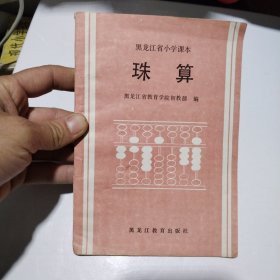 黑龙江省小学课本
珠算
黑龙江省教育学院初教部 编
黑龙江教育出版社